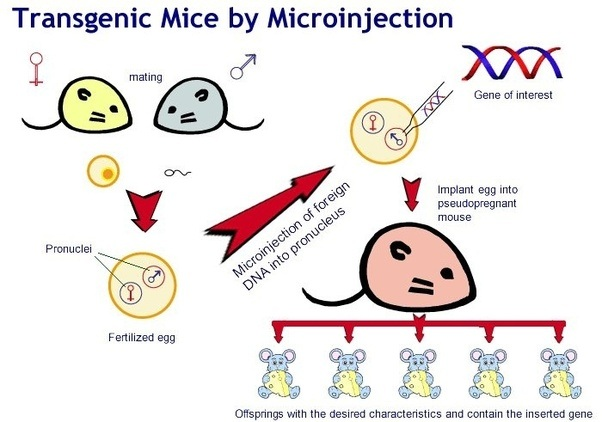 Transgenic Mice by Microinjection
mating
Gene of interest
Implant egg into
pseudopregnant
mouse
Microinjection of foreign
DNA into pronucleus
Pronuclei
Fertilized egg
Offsprings with the desired characteristics and contain the inserted gene